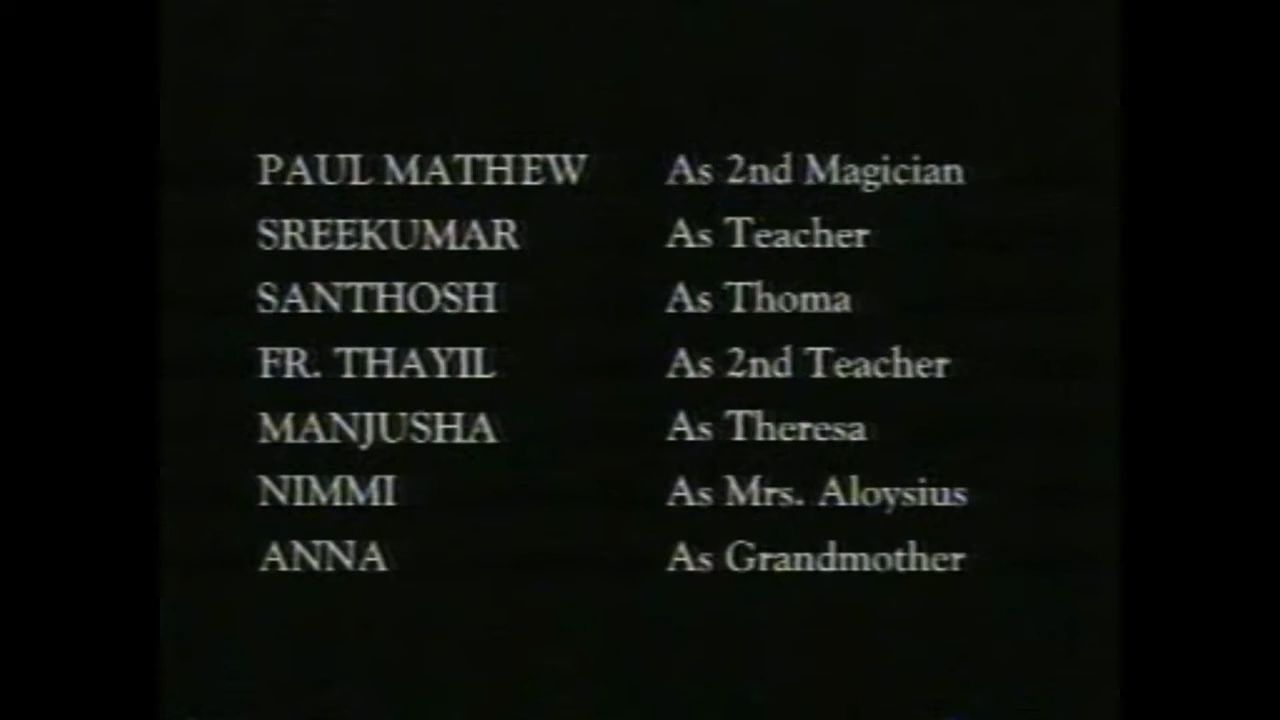 PAUL MATHEW As 2nd Magician
SREEKUMAR As Teacher
SANTHOSH As Thoma
FR. THAYIL As 2nd Teacher
MANJUSHA As Theresa
NIMMI As Mrs. Aloysius
ANNA As Grandmother